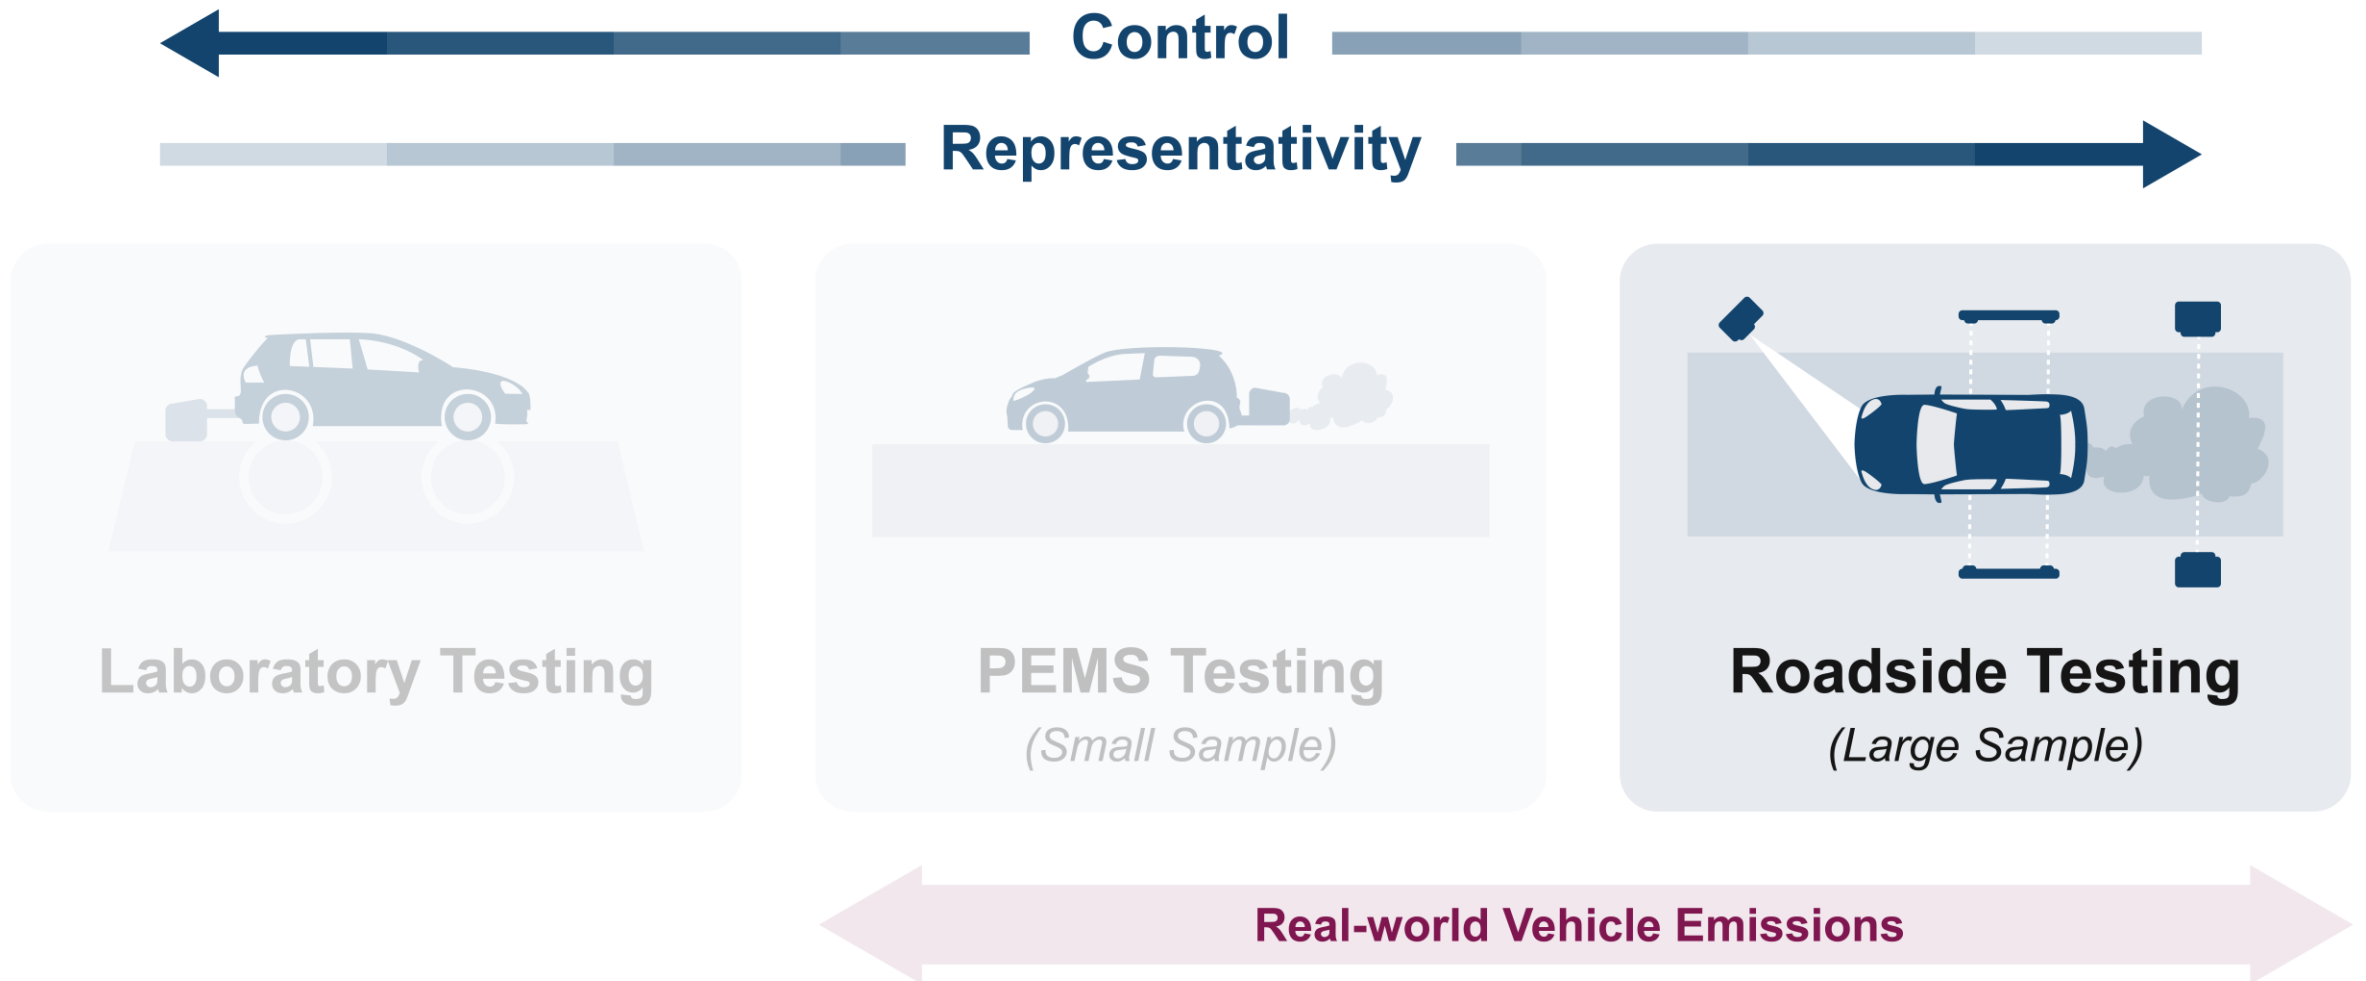 Control
Representativity
Laboratory Testing
PEMS Testing
(Small Sample)
Roadside Testing
(Large Sample)
Real-world Vehicle Emissions